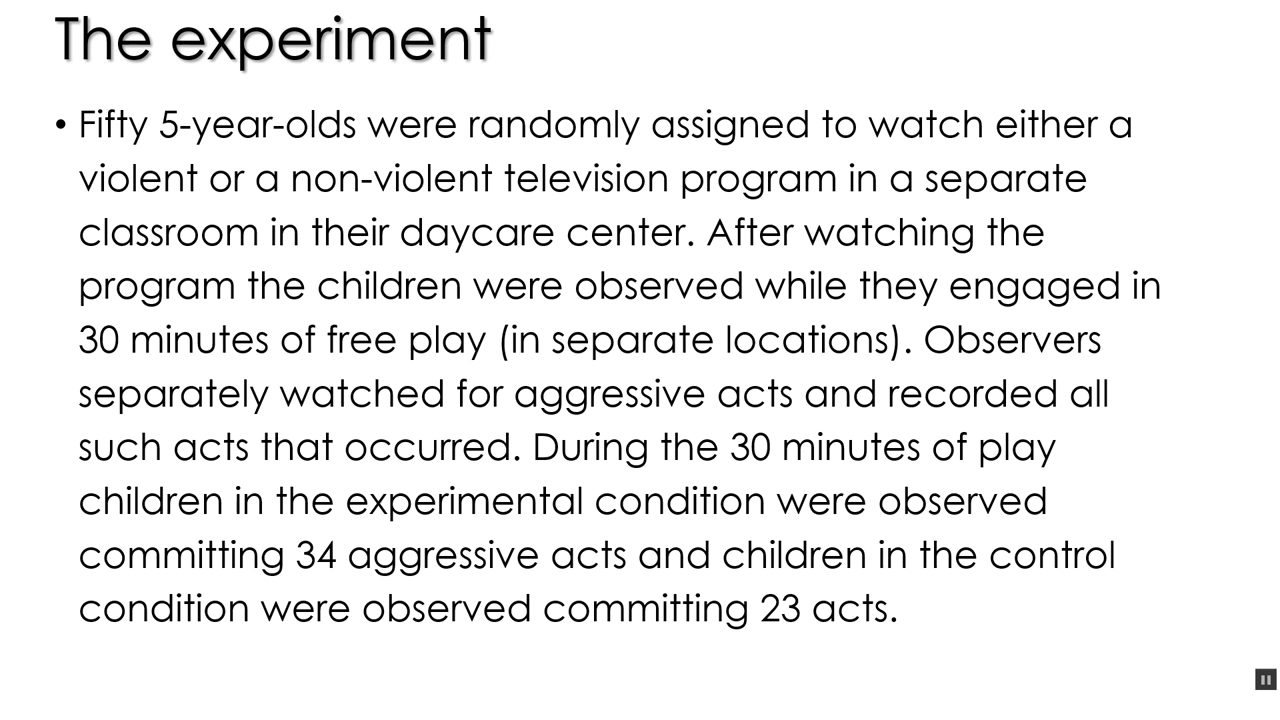 The experiment
• Fifty 5-year-olds were randomly assigned to watch either a
violent or a non-violent television program in a separate
classroom in their daycare center. After watching the
program the children were observed while they engaged in
30 minutes of free play (in separate locations). Observers
separately watched for aggressive acts and recorded all
such acts that occurred. During the 30 minutes of play
children in the experimental condition were observed
committing 34 aggressive acts and children in the control
condition were observed committing 23 acts.